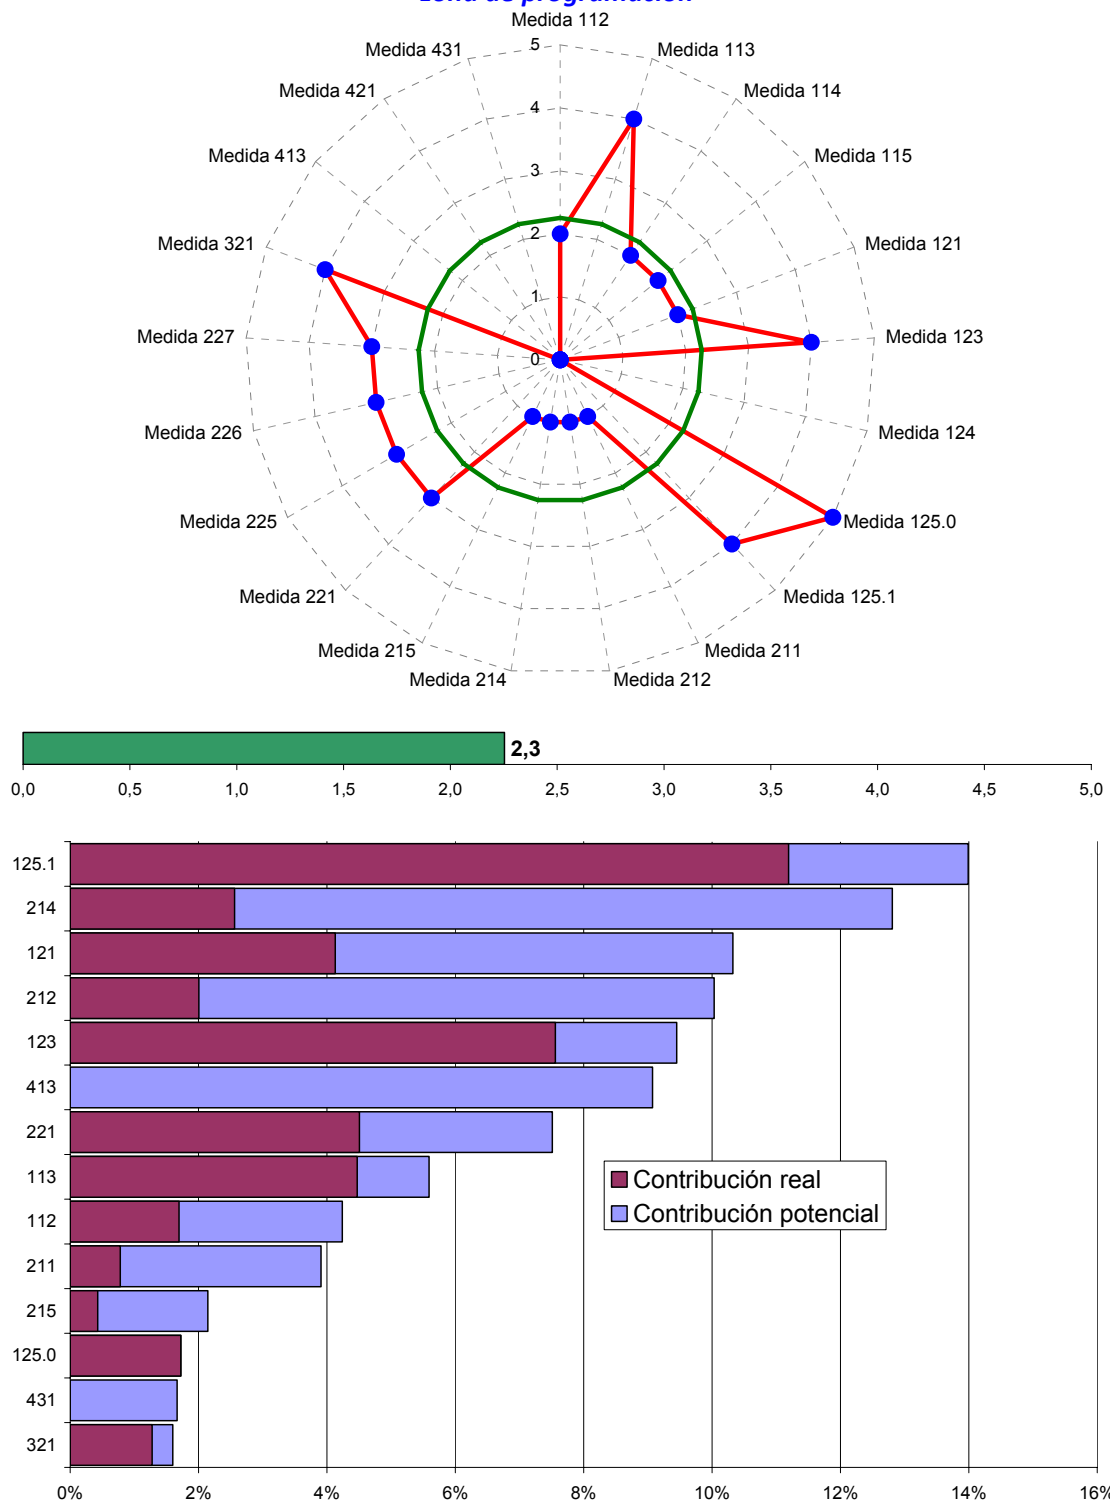 Medida 112
Medida 431
Medida 113
Medida 421
Medida 114
Medida 413
Medida 115
Medida 321
Medida 121
Medida 227
Medida 123
Medida 226
Medida 124
Medida 225
Medida 125.0
Medida 221
Medida 125.1
Medida 215
Medida 211
Medida 214
Medida 212
5
4
3
2
1
0
2,3
0,0 0,5 1,0 1,5 2,0 2,5 3,0 3,5 4,0 4,5 5,0
125.1
214
121
212
123
413
221
113
112
211
215
125.0
431
321
Contribución real
Contribución potencial
0% 2% 4% 6% 8% 10% 12% 14% 16%